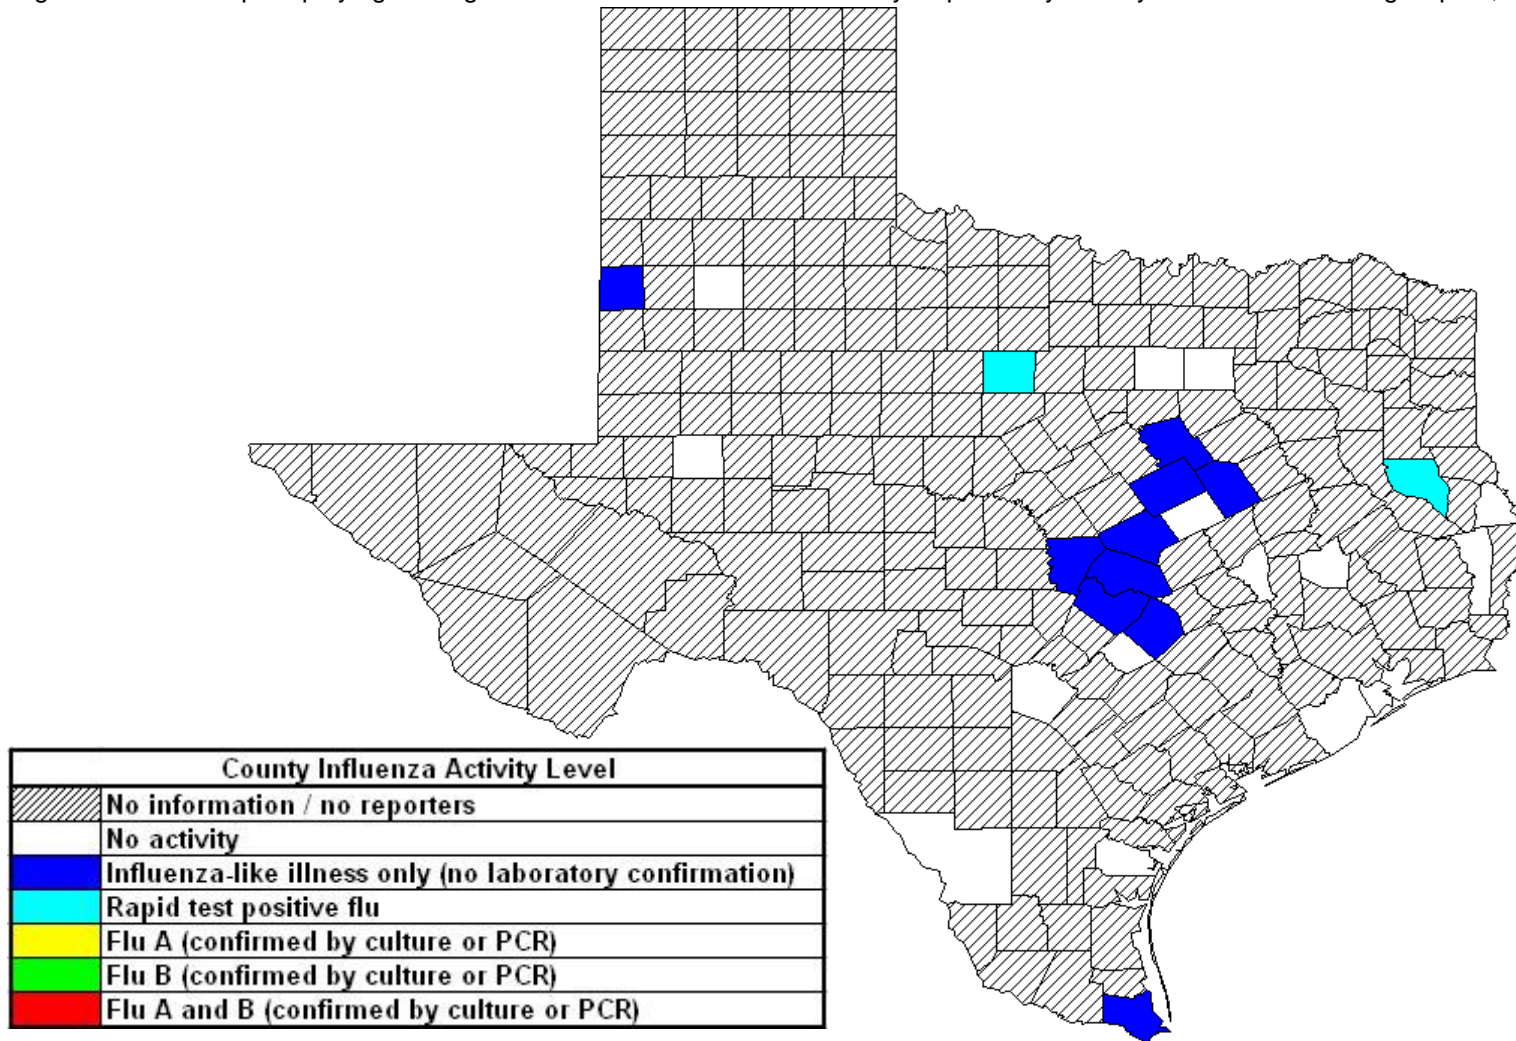 County Influenza Activity Level
No information / no reporters
No activity
Influenza-like illness only (no laboratory confirmation)
Rapid test positive flu
Flu A (confirmed by culture or PCR)
Flu B (confirmed by culture or PCR)
Flu A and B (confirmed by culture or PCR)